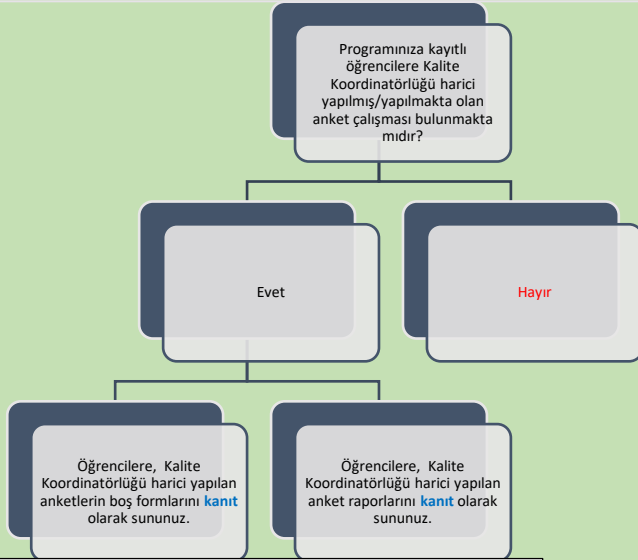 Programınıza kayıtlı
öğrencilere Kalite
Koordinatörlüğü harici
yapılmış/yapılmakta olan
anket çalışması bulunmakta
mıdır?
Evet
Hayır
Öğrencilere, Kalite
Koordinatörlüğü harici yapılan
anketlerin boş formlarını kanıt
olarak sununuz.
Öğrencilere, Kalite
Koordinatörlüğü harici yapılan
anket raporlarını kanıt olarak
sununuz.